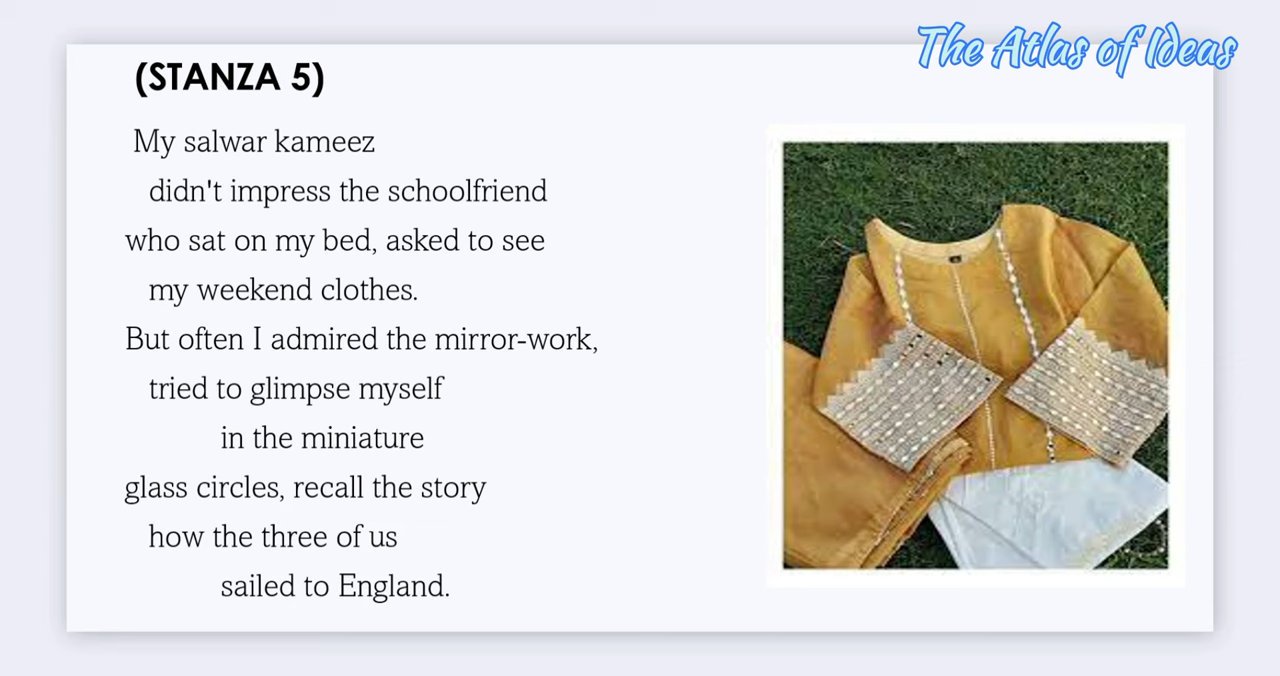 The Atlas of Ideas
(STANZA 5)
My salwar kameez
didn't impress the schoolfriend
who sat on my bed, asked to see
my weekend clothes.
But often I admired the mirror-work,
tried to glimpse myself
in the miniature
glass circles, recall the story
how the three of us
sailed to England.